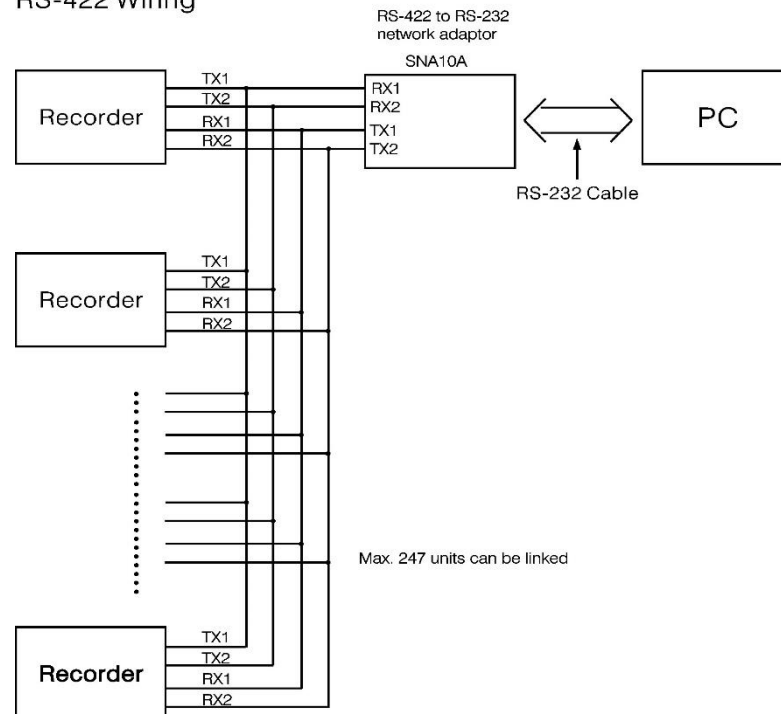 RS-422 Wiring
RS-422 to RS-232
network adaptor
SNA10A
Recorder
TX1
TX2
RX1
RX2
RX1
RX2
TX1
TX2
PC
RS-232 Cable
Recorder
TX1
TX2
RX1
RX2
Max. 247 units can be linked
Recorder
TX1
TX2
RX1
RX2